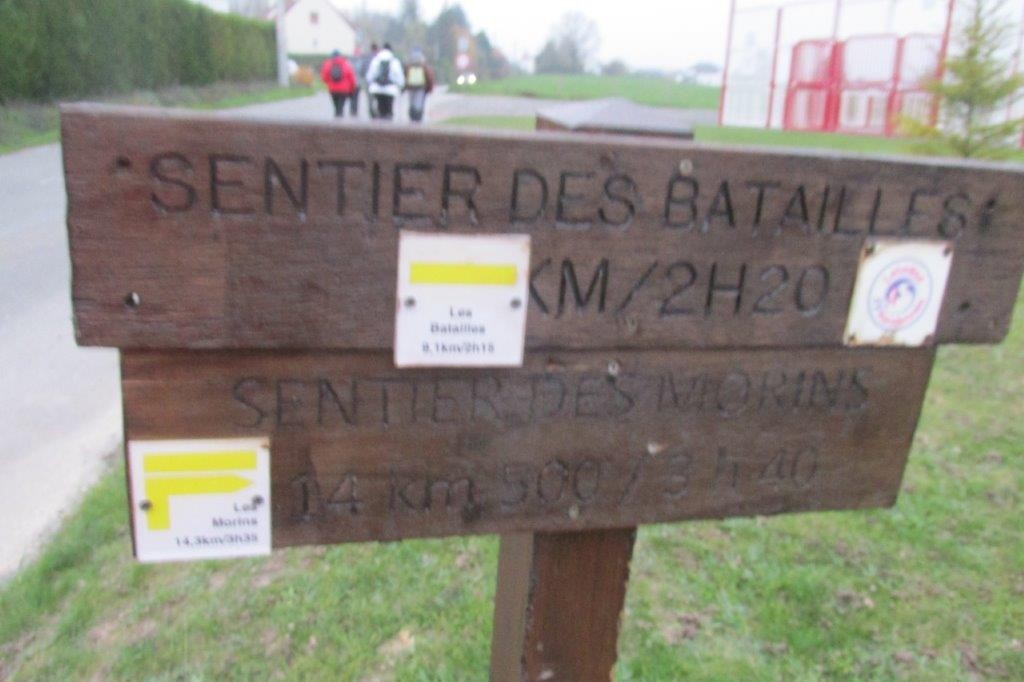 SENTIER DES BATAILLES
KM/2H20
Les
Batailles
9,1km/2h15
SENTIER DES MORINS
14 km 500 / 3 h 40
Les
Morins
14,3km/3h35